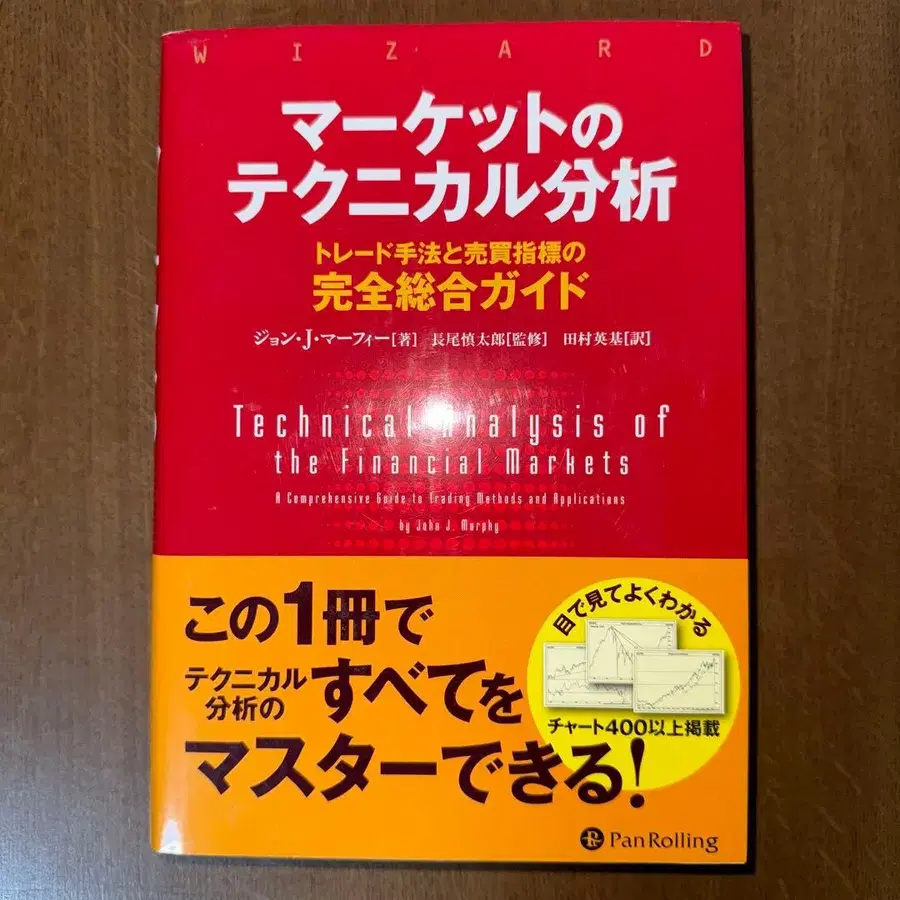 WIZARD
マーケットの
テクニカル分析
トレード手法と売買指標の
完全総合ガイド
ジョン・J・マーフィー[著] 長尾慎太郎[監修] 田村英基[訳]
Technical Analysis of
the Financial Markets
A Comprehensive Guide to Trading Methods and Applications
by John J. Murphy
この1冊で
テクニカル
分析の
すべてを
マスターできる!
目で見てよくわかる
チャート400以上掲載
PanRolling